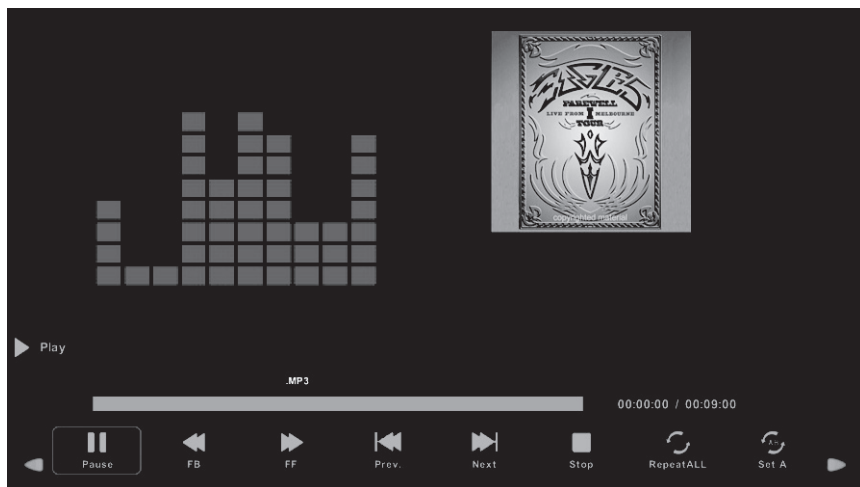 EAGLES
FAREWELL
LIVE FROM I MELBOURNE
TOUR
copyrighted material
Play
.MP3
00:00:00 / 00:09:00
Pause
FB
FF
Prev.
Next
Stop
RepeatALL
Set A